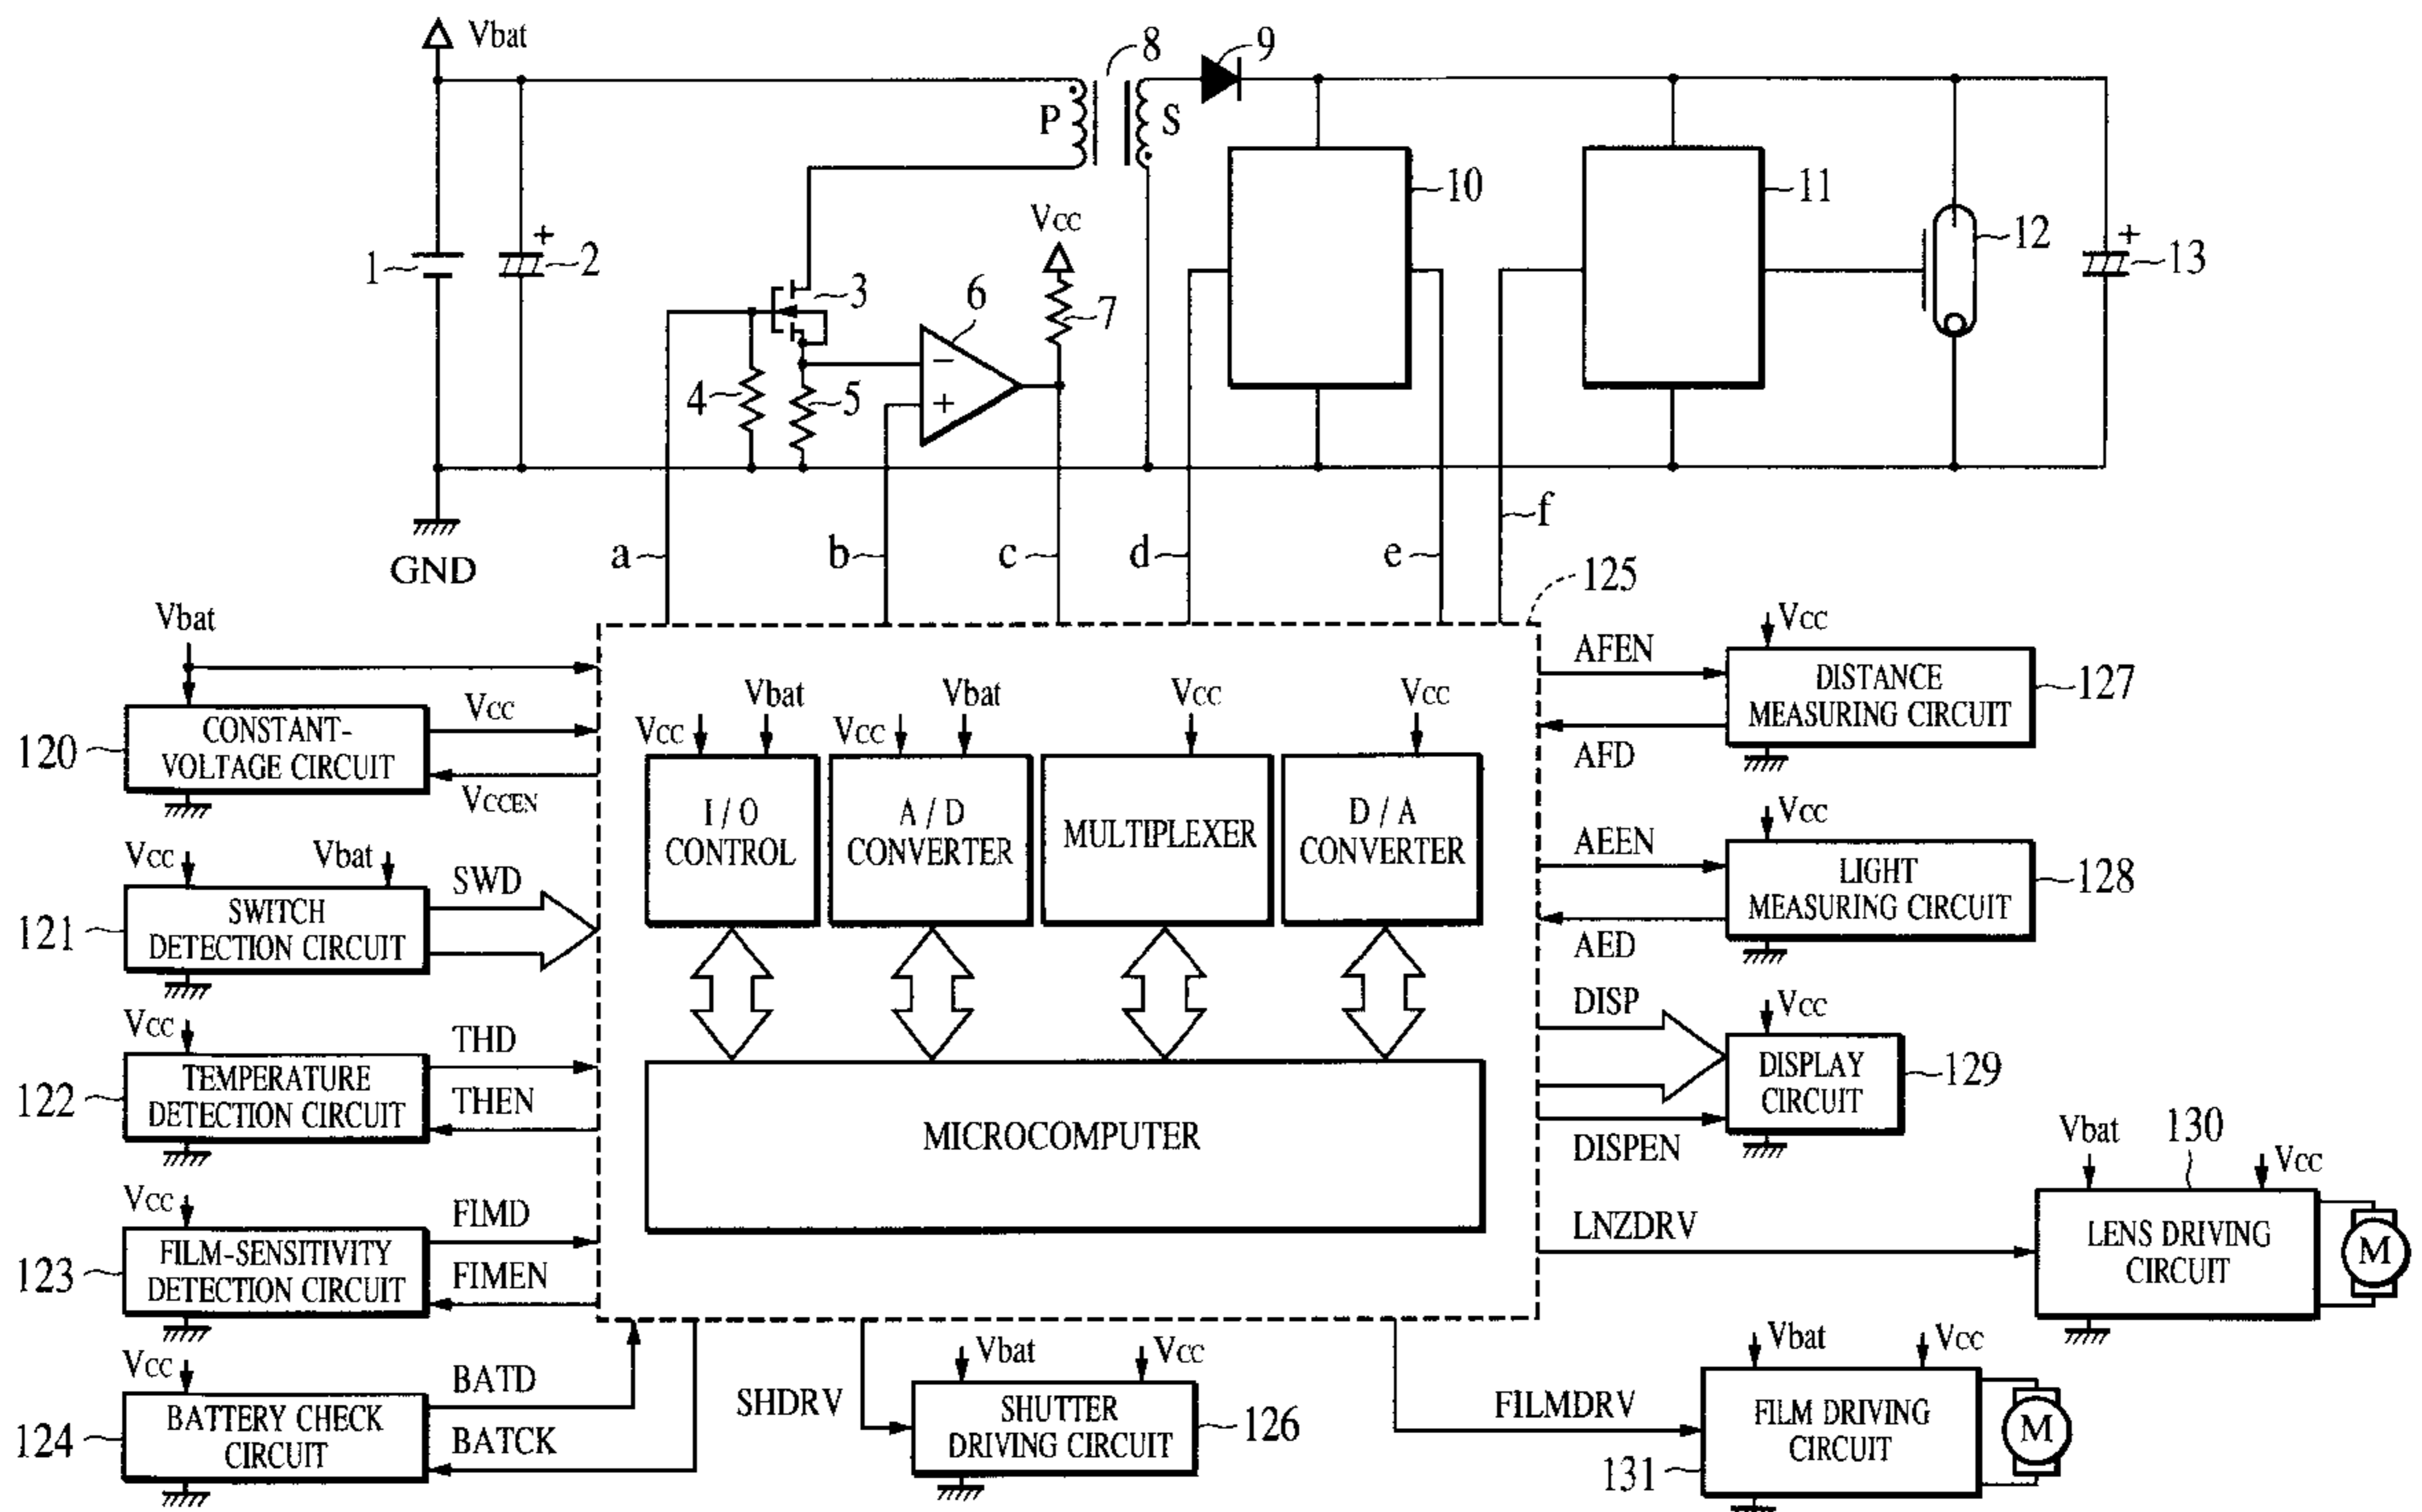 Vbat
8
9
P
S
10
11
Vcc
1
+
2
3
6
7
12
+
13
4
5
−
+
GND
a
b
c
d
e
f
125
Vbat
Vcc
VCCEN
120
CONSTANT-
VOLTAGE CIRCUIT
Vcc
Vbat
SWD
121
SWITCH
DETECTION CIRCUIT
Vcc
THD
THEN
122
TEMPERATURE
DETECTION CIRCUIT
Vcc
FIMD
FIMEN
123
FILM-SENSITIVITY
DETECTION CIRCUIT
Vcc
BATD
BATCK
124
BATTERY CHECK
CIRCUIT
Vcc
Vbat
I / O
CONTROL
Vcc
Vbat
A / D
CONVERTER
Vcc
MULTIPLEXER
Vcc
D / A
CONVERTER
MICROCOMPUTER
AFEN
AFD
Vcc
DISTANCE
MEASURING CIRCUIT
127
AEEN
AED
Vcc
LIGHT
MEASURING CIRCUIT
128
DISP
DISPEN
Vcc
DISPLAY
CIRCUIT
129
LNZDRV
Vbat
130
Vcc
LENS DRIVING
CIRCUIT
M
SHDRV
Vbat
Vcc
SHUTTER
DRIVING CIRCUIT
126
FILMDRV
Vbat
Vcc
FILM DRIVING
CIRCUIT
M
131